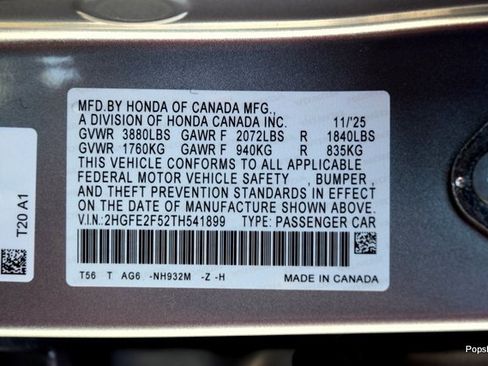 MFD.BY HONDA OF CANADA MFG.,
A DIVISION OF HONDA CANADA INC. 11/'25
GVWR 3880LBS GAWR F 2072LBS R 1840LBS
GVWR 1760KG GAWR F 940KG R 835KG
THIS VEHICLE CONFORMS TO ALL APPLICABLE
FEDERAL MOTOR VEHICLE SAFETY , BUMPER ,
AND THEFT PREVENTION STANDARDS IN EFFECT
ON THE DATE OF MANUFACTURE SHOWN ABOVE.
V.I.N: 2HGFE2F52TH541899 TYPE: PASSENGER CAR
T56 T AG6 -NH932M -Z -H MADE IN CANADA
T20 A1